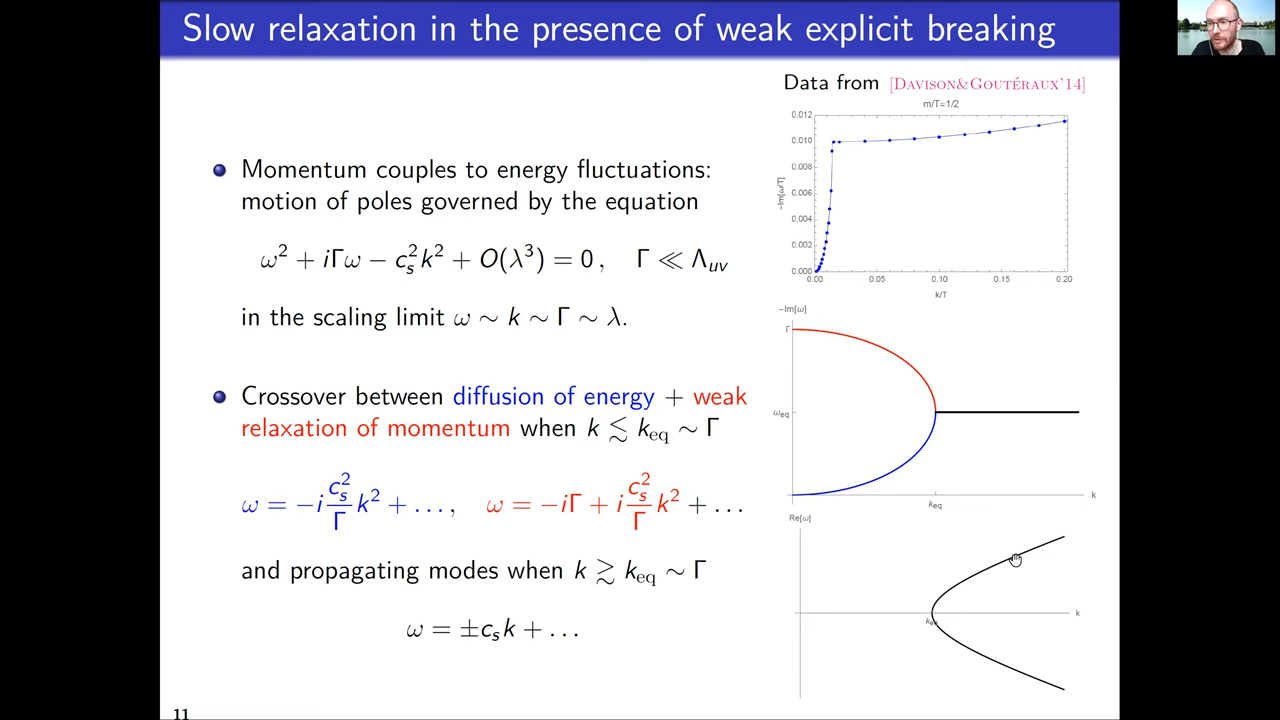 Slow relaxation in the presence of weak explicit breaking
Data from [Davison&Goutéraux'14]
m/T=1/2
0.012
0.010
0.008
0.006
0.004
0.002
0.000
-Im[ω/T]
0.00 0.05 0.10 0.15 0.20
k/T
Momentum couples to energy fluctuations:
motion of poles governed by the equation
ω² + iΓω − c_s²k² + O(λ³) = 0 , Γ ≪ Λ_uv
in the scaling limit ω ∼ k ∼ Γ ∼ λ.
-Im[ω]
Γ
ω_eq
k
k_eq
Crossover between diffusion of energy + weak
relaxation of momentum when k ≲ k_eq ∼ Γ
ω = −i c_s²/Γ k² + … , ω = −iΓ + i c_s²/Γ k² + …
and propagating modes when k ≳ k_eq ∼ Γ
ω = ±c_s k + …
Re[ω]
k
11